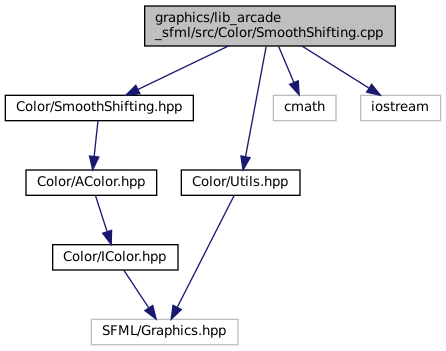 graphics/lib_arcade
_sfml/src/Color/SmoothShifting.cpp
Color/SmoothShifting.hpp
cmath
iostream
Color/AColor.hpp
Color/Utils.hpp
Color/IColor.hpp
SFML/Graphics.hpp